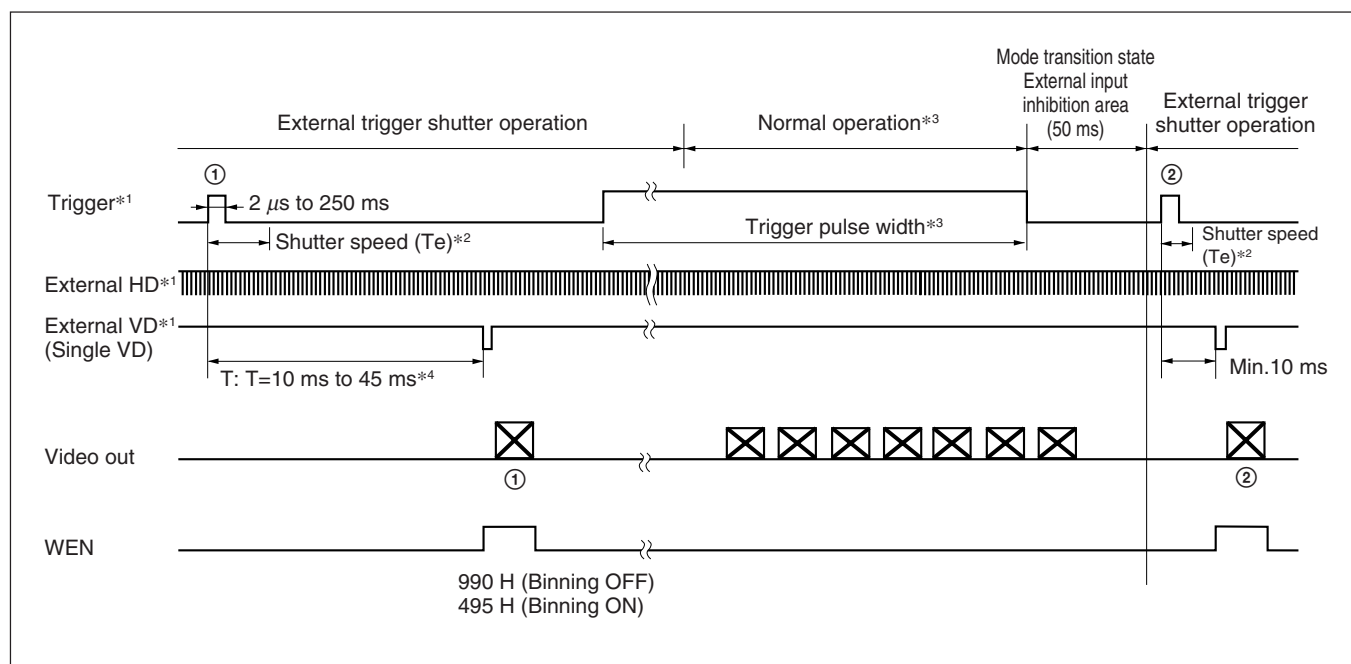 Mode transition state
External input
inhibition area
(50 ms)
External trigger
shutter operation
External trigger shutter operation
Normal operation*3
①
②
Trigger*1
2 μs to 250 ms
Shutter speed (Te)*2
Trigger pulse width*3
Shutter speed
(Te)*2
External HD*1
External VD*1
(Single VD)
T: T=10 ms to 45 ms*4
Min.10 ms
Video out
①
②
WEN
990 H (Binning OFF)
495 H (Binning ON)